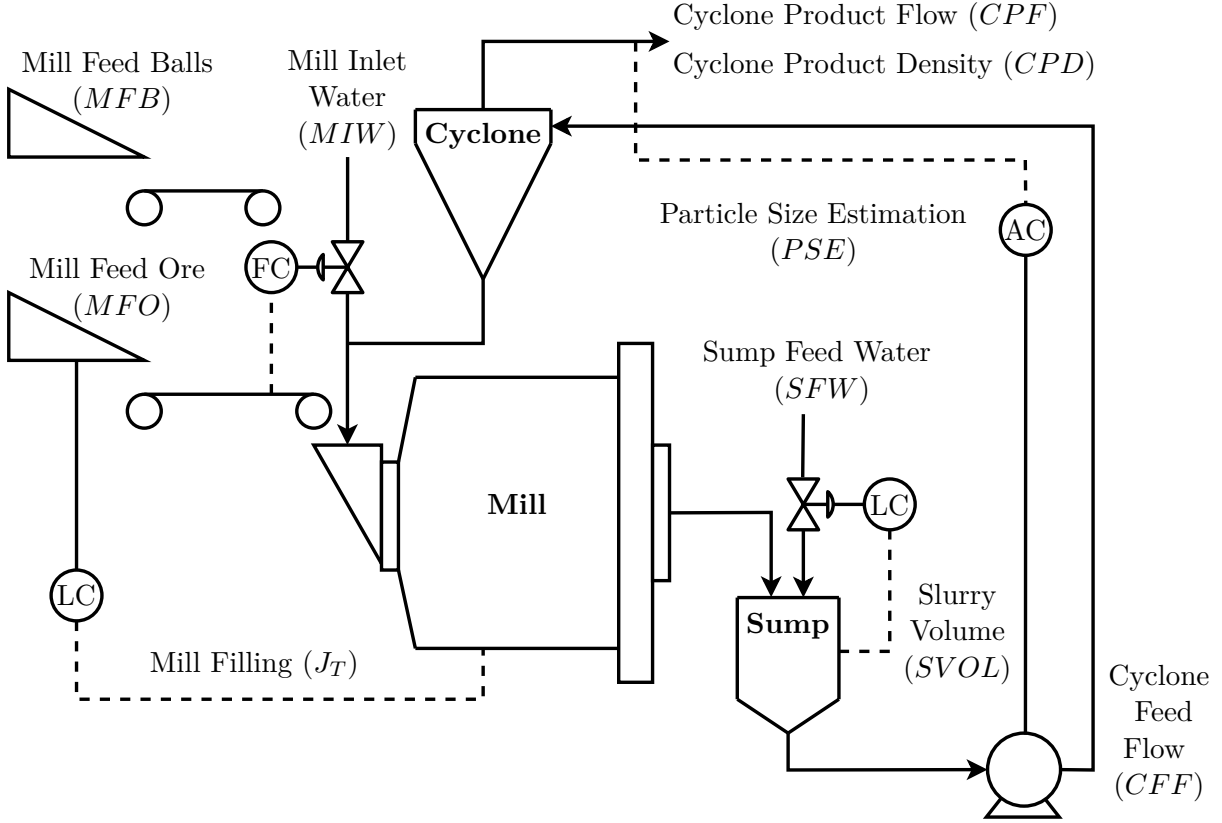 Cyclone Product Flow (CPF)
Cyclone Product Density (CPD)
Mill Feed Balls
(MFB)
Mill Inlet
Water
(MIW)
Cyclone
Particle Size Estimation
(PSE)
AC
FC
Mill Feed Ore
(MFO)
Sump Feed Water
(SFW)
Mill
LC
LC
Slurry
Volume
(SVOL)
Sump
Mill Filling (J_T)
Cyclone
Feed
Flow
(CFF)